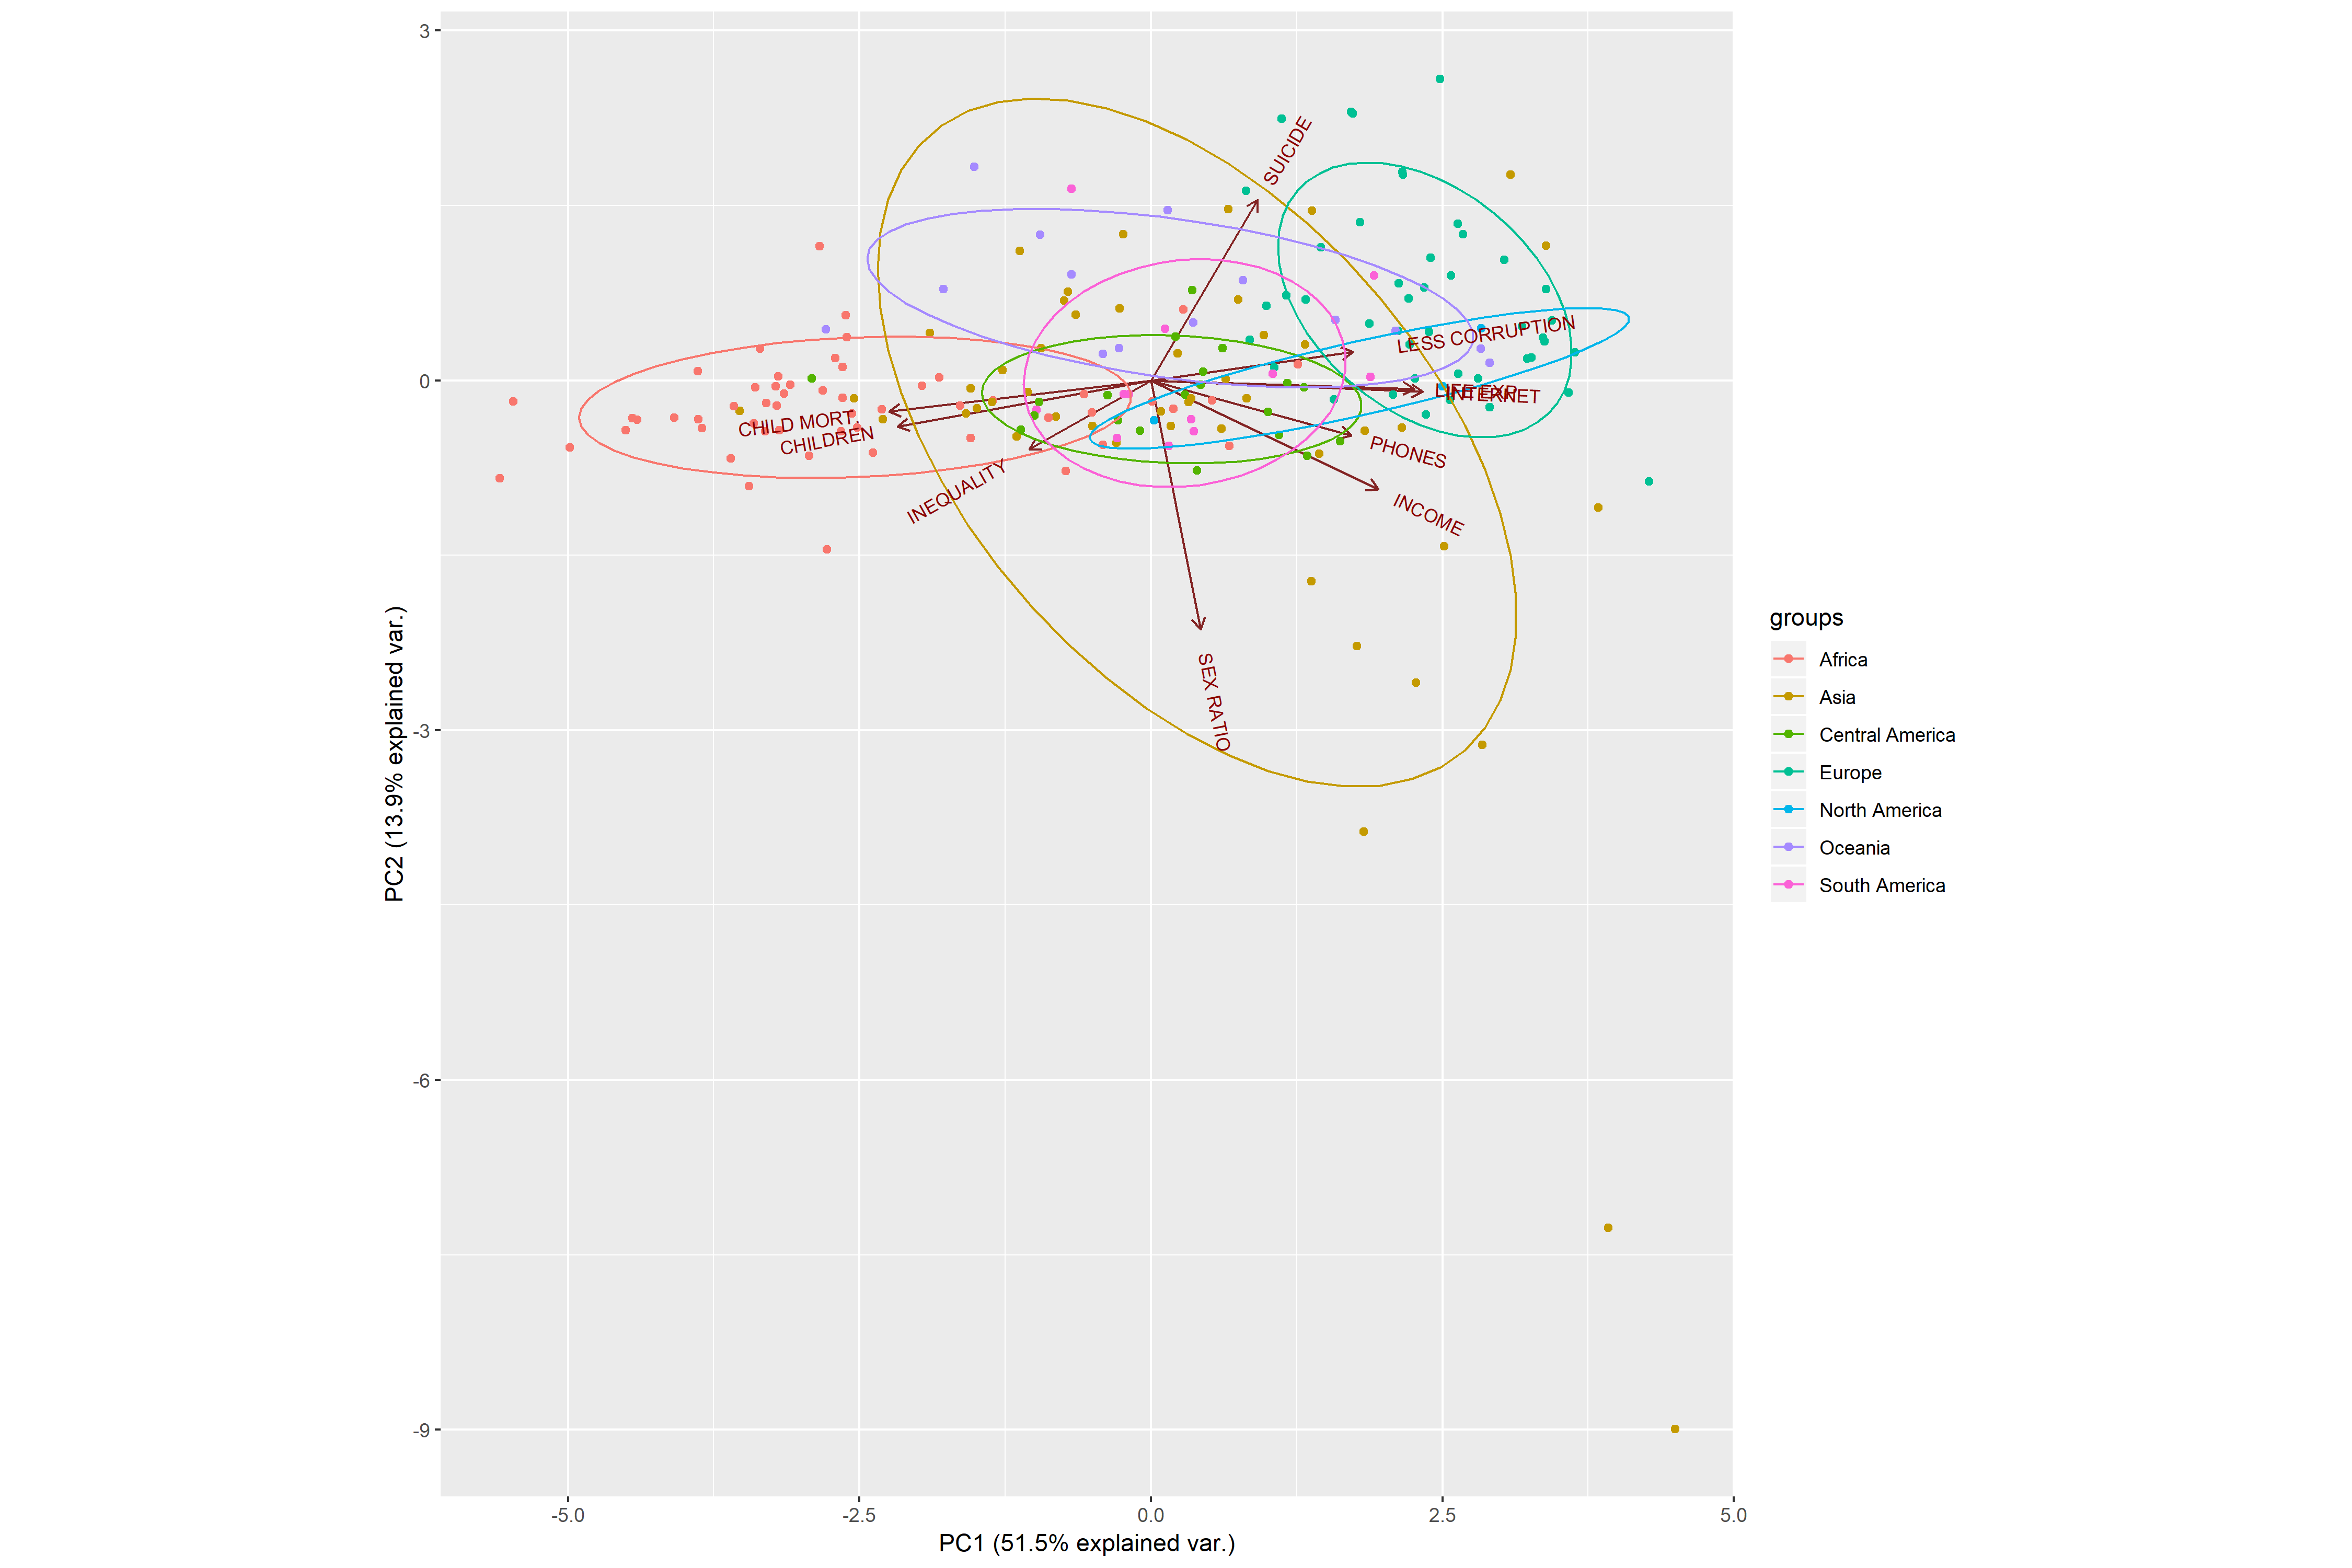 3
0
-3
-6
-9
PC2 (13.9% explained var.)
SUICIDE
LESS CORRUPTION
LIFE EXP.
INTERNET
CHILD MORT.
CHILDREN
PHONES
INEQUALITY
INCOME
SEX RATIO
-5.0
-2.5
0.0
2.5
5.0
PC1 (51.5% explained var.)
groups
Africa
Asia
Central America
Europe
North America
Oceania
South America